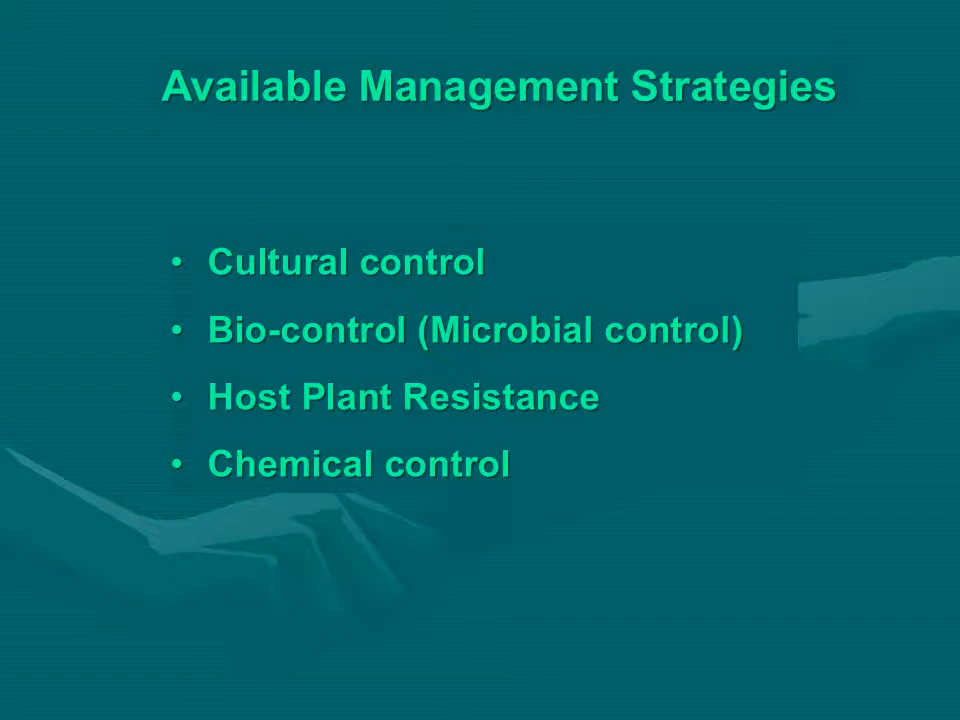 Available Management Strategies
• Cultural control
• Bio-control (Microbial control)
• Host Plant Resistance
• Chemical control